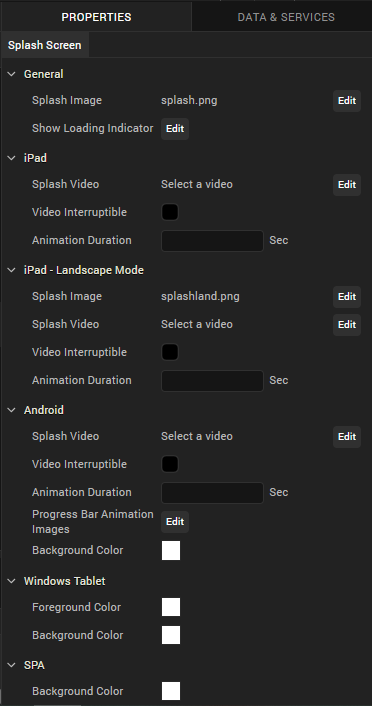 PROPERTIES DATA & SERVICES
Splash Screen
General
Splash Image splash.png Edit
Show Loading Indicator Edit
iPad
Splash Video Select a video Edit
Video Interruptible
Animation Duration Sec
iPad - Landscape Mode
Splash Image splashland.png Edit
Splash Video Select a video Edit
Video Interruptible
Animation Duration Sec
Android
Splash Video Select a video Edit
Video Interruptible
Animation Duration Sec
Progress Bar Animation
Images Edit
Background Color
Windows Tablet
Foreground Color
Background Color
SPA
Background Color